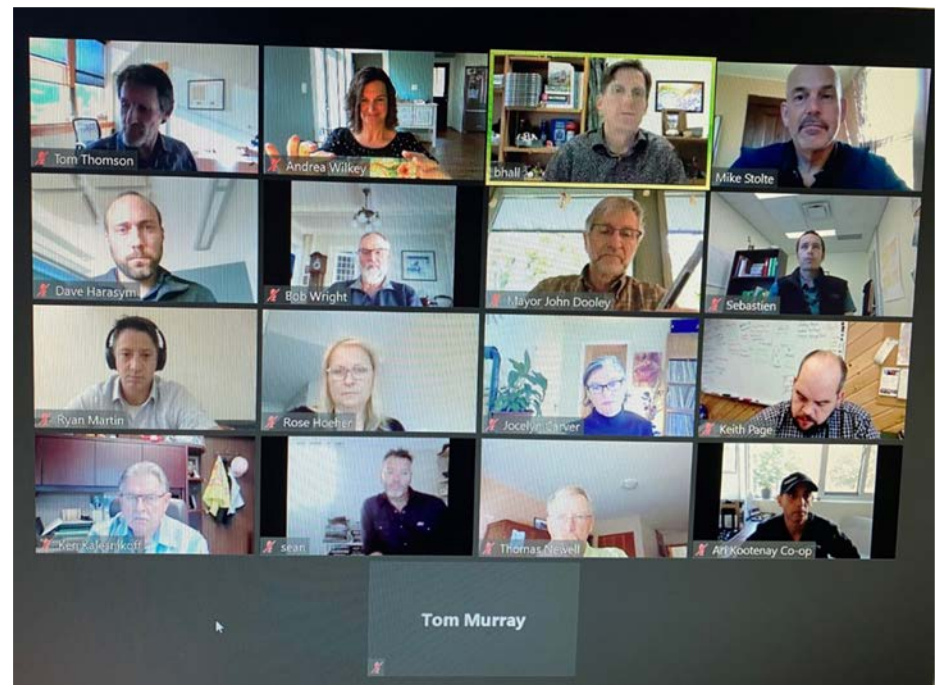 Tom Thomson
Andrea Wilkey
bhall
Mike Stolte
Dave Harasym
Bob Wright
Mayor John Dooley
Sebastien
Ryan Martin
Rose Hoeher
Jocelyn Carver
Keith Page
Ken Kalesnikoff
sean
Thomas Newell
Ari Kootenay Co-op
Tom Murray